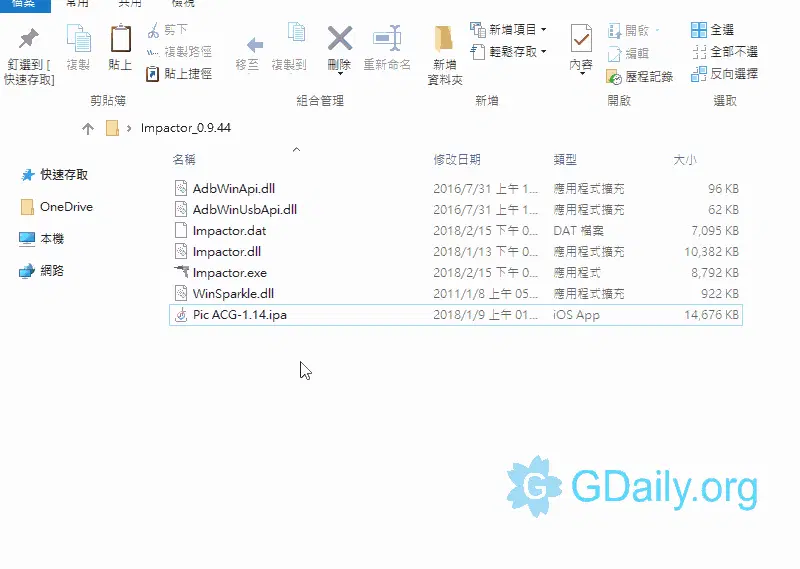 檔案 常用 共用 檢視
釘選到 [
快速存取]
複製
貼上
剪下
複製路徑
貼上捷徑
剪貼簿
移至
複製到
刪除
重新命名
組合管理
新增
資料夾
新增項目
輕鬆存取
新增
內容
開啟
編輯
歷程記錄
開啟
全選
全部不選
反向選擇
選取
Impactor_0.9.44
快速存取
OneDrive
本機
網路
名稱 修改日期 類型 大小
AdbWinApi.dll 2016/7/31 上午 1... 應用程式擴充 96 KB
AdbWinUsbApi.dll 2016/7/31 上午 1... 應用程式擴充 62 KB
Impactor.dat 2018/2/15 下午 0... DAT 檔案 7,095 KB
Impactor.dll 2018/1/13 下午 0... 應用程式擴充 10,382 KB
Impactor.exe 2018/2/15 下午 0... 應用程式 8,792 KB
WinSparkle.dll 2011/1/8 上午 05... 應用程式擴充 922 KB
Pic ACG-1.14.ipa 2018/1/9 上午 01... iOS App 14,676 KB
G GDaily.org